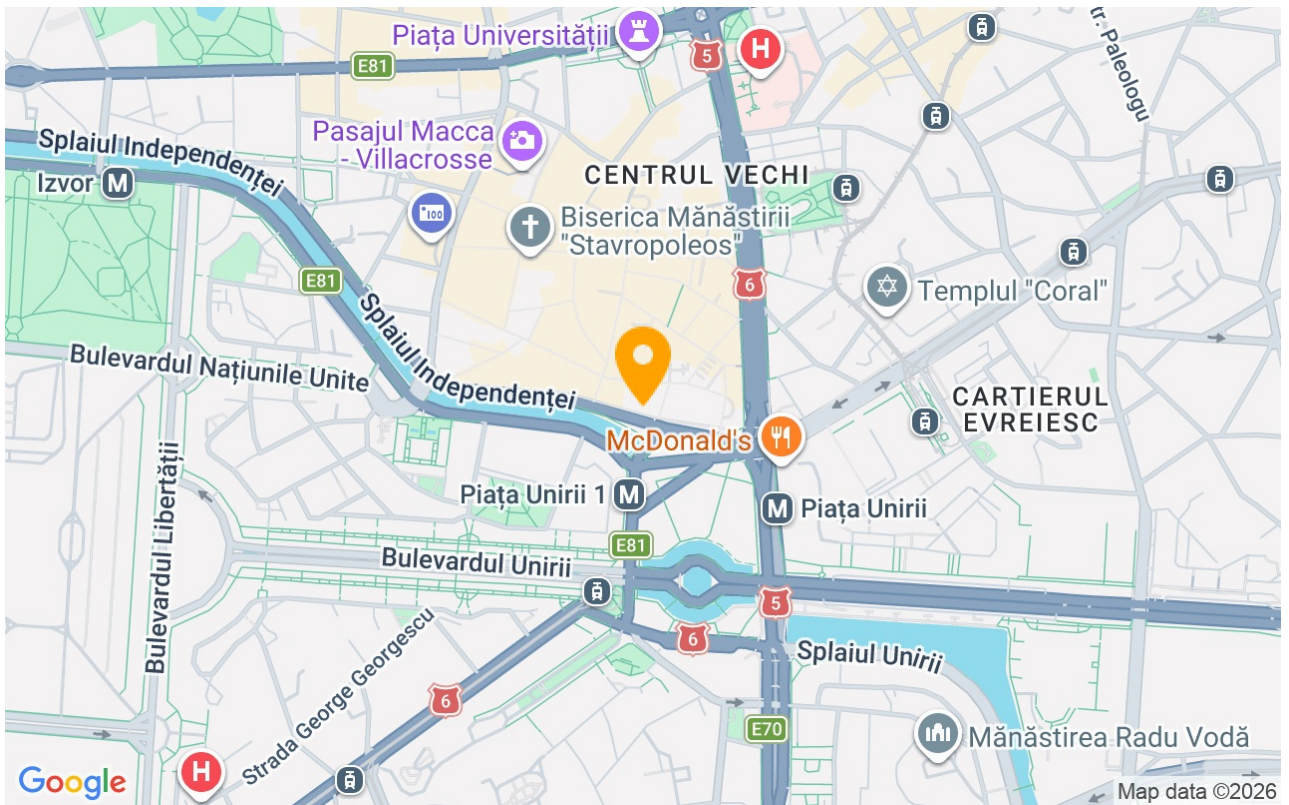 Piața Universității
5
H
tr. Paleologu
E81
Splaiul Independenței
Pasajul Macca
- Villacrosse
CENTRUL VECHI
Izvor M
100
Biserica Mănăstirii
"Stavropoleos"
E81
6
Templul "Coral"
Splaiul Independenței
Bulevardul Națiunile Unite
CARTIERUL
EVREIESC
McDonald's
Piața Unirii 1 M
M Piața Unirii
Bulevardul Libertății
E81
Bulevardul Unirii
5
6
Splaiul Unirii
Strada George Georgescu
6
E70
Mănăstirea Radu Vodă
H
Google
Map data ©2026